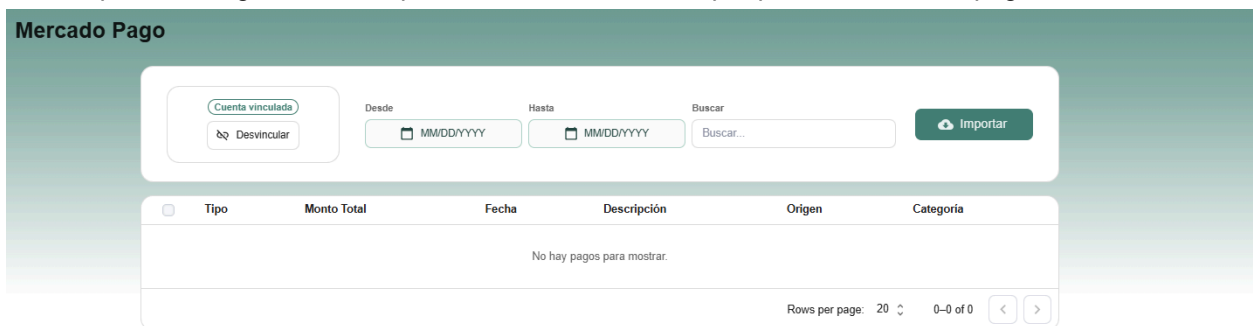 Mercado Pago
Cuenta vinculada
Desvincular
Desde
MM/DD/YYYY
Hasta
MM/DD/YYYY
Buscar
Buscar...
Importar
Tipo Monto Total Fecha Descripción Origen Categoría
No hay pagos para mostrar.
Rows per page: 20 0–0 of 0